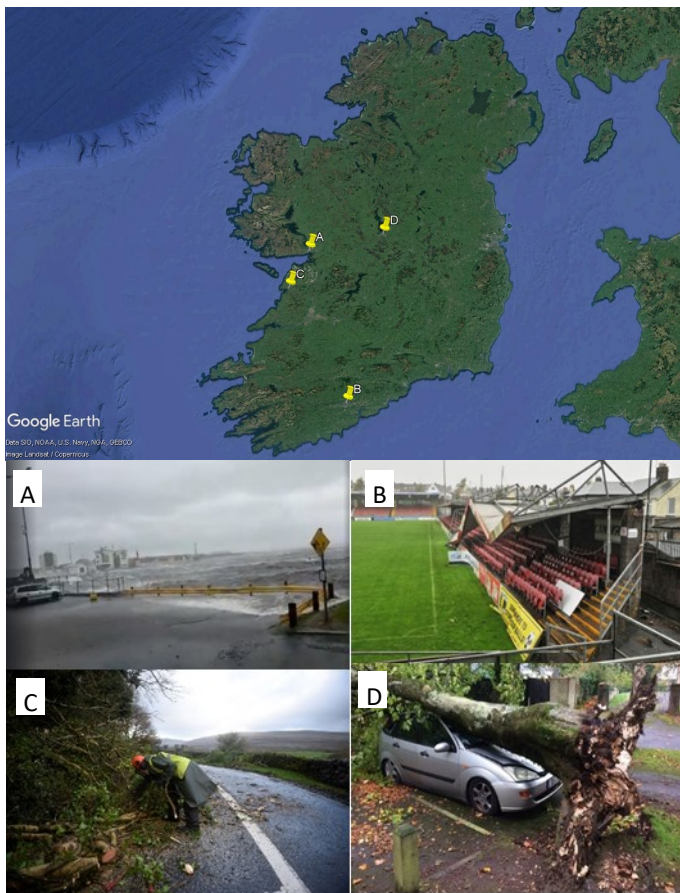 A
D
C
B
Google Earth
Data SIO, NOAA, U.S. Navy, NGA, GEBCO
Image Landsat / Copernicus
A
B
C
D